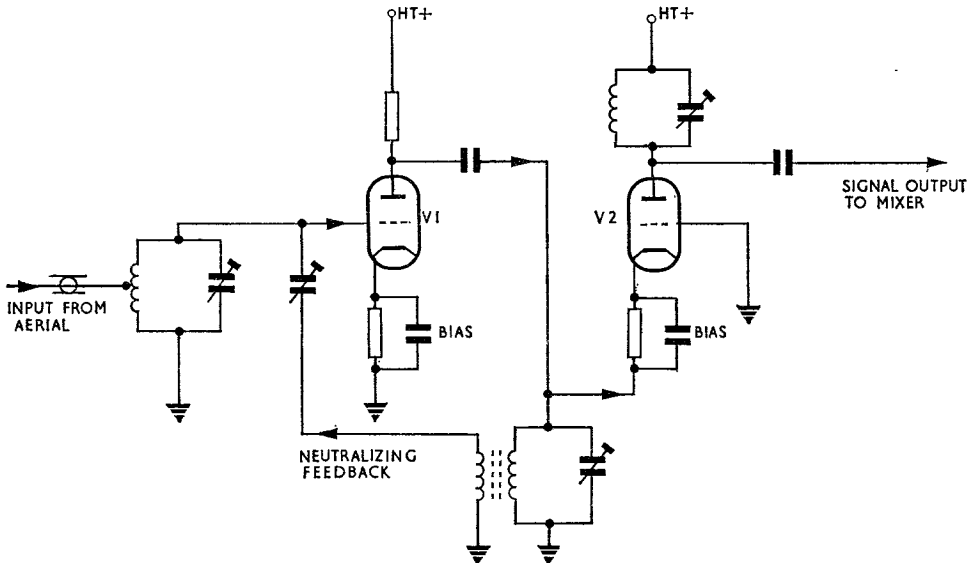 HT+
HT+
V1
V2
SIGNAL OUTPUT
TO MIXER
INPUT FROM
AERIAL
BIAS
BIAS
NEUTRALIZING
FEEDBACK